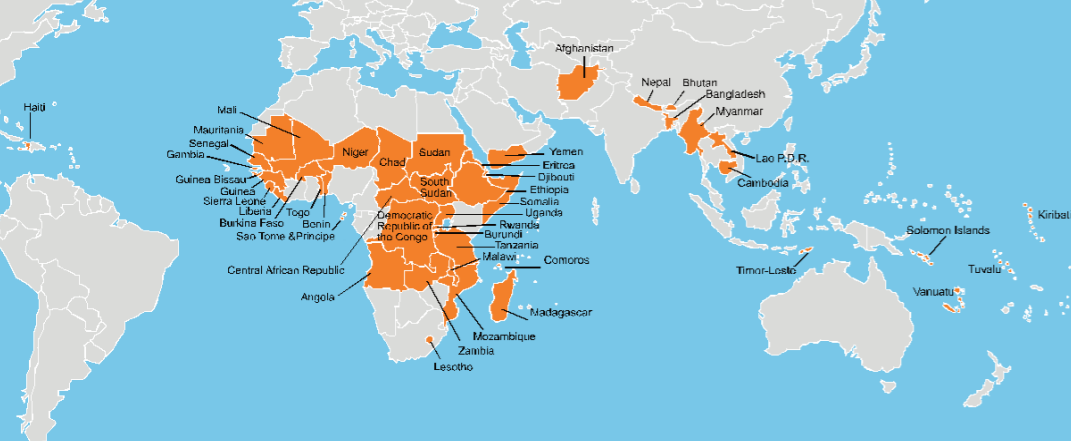 Afghanistan
Nepal
Bhutan
Bangladesh
Myanmar
Haiti
Mali
Mauritania
Senegal
Gambia
Guinea Bissau
Guinea
Sierra Leone
Liberia
Togo
Burkina Faso
Benin
Sao Tome &Principe
Niger
Chad
Sudan
South
Sudan
Yemen
Eritrea
Djibouti
Ethiopia
Somalia
Uganda
Democratic
Republic of
the Congo
Rwanda
Burundi
Tanzania
Malawi
Comoros
Central African Republic
Angola
Madagascar
Mozambique
Zambia
Lesotho
Lao P.D.R.
Cambodia
Timor-Leste
Kiribati
Solomon Islands
Tuvalu
Vanuatu